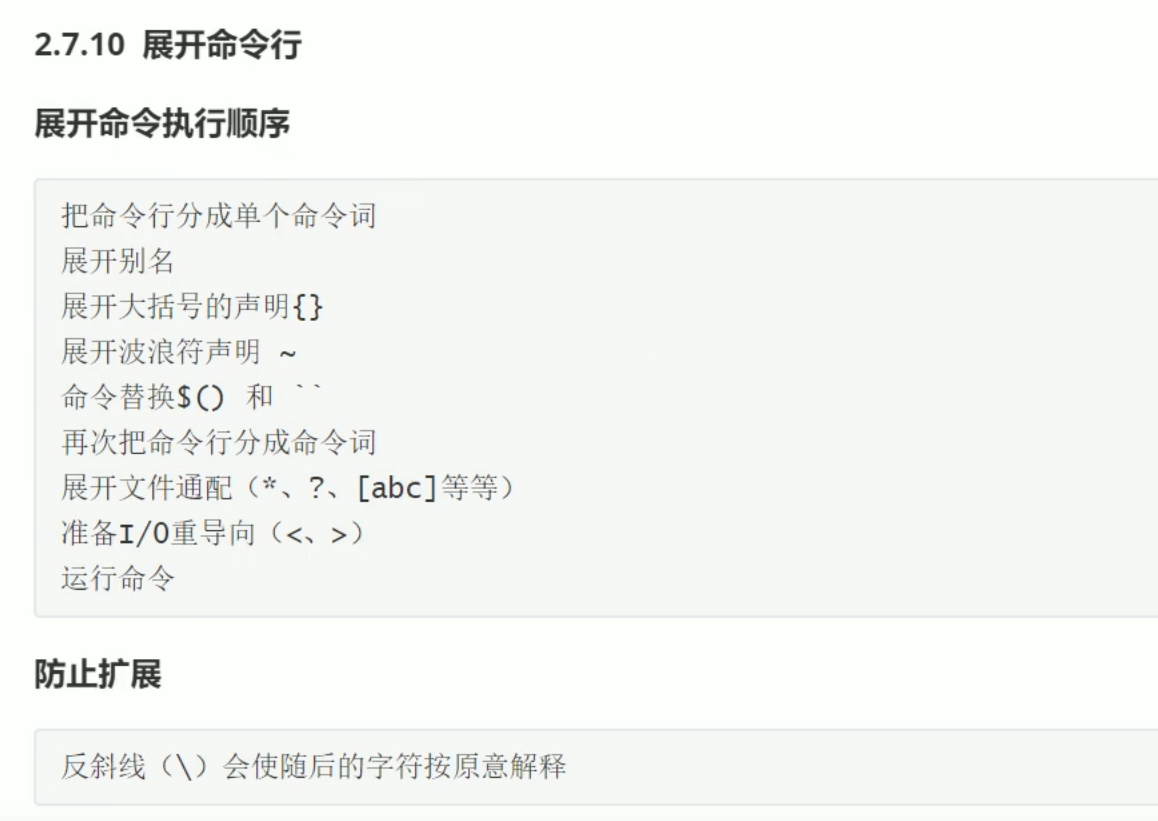 2.7.10 展开命令行
展开命令执行顺序
把命令行分成单个命令词
展开别名
展开大括号的声明{}
展开波浪符声明 ~
命令替换$() 和 ``
再次把命令行分成命令词
展开文件通配（*、?、[abc]等等）
准备I/0重导向（<、>）
运行命令
防止扩展
反斜线（\）会使随后的字符按原意解释